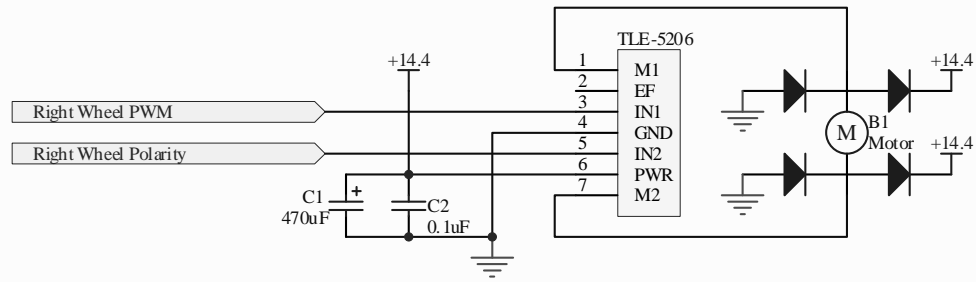 TLE-5206
+14.4
1 M1
+14.4
2 EF
Right Wheel PWM
3 IN1
4 GND
B1
M
Motor
+14.4
Right Wheel Polarity
5 IN2
6 PWR
7 M2
C1
+
470uF
C2
0.1uF